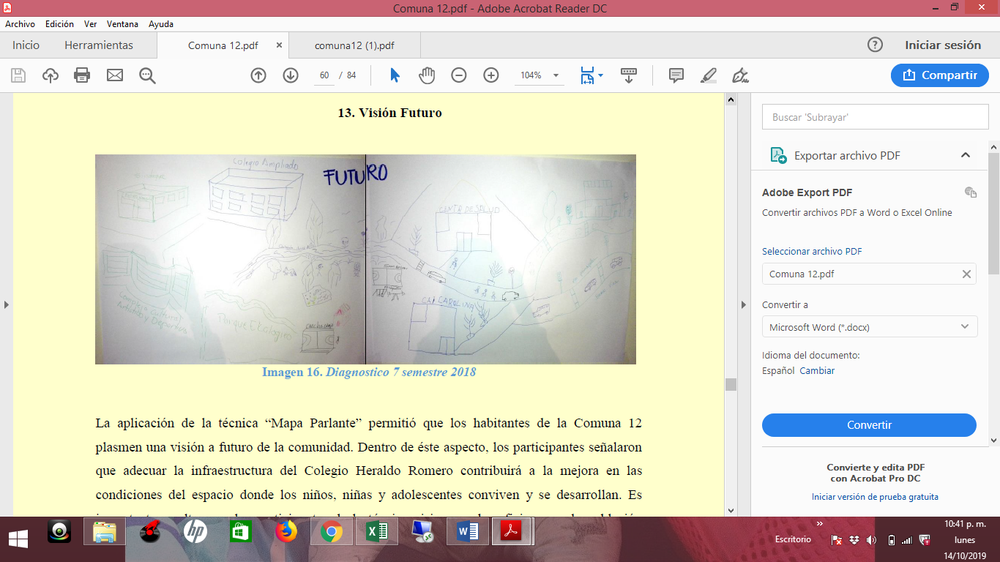 Comuna 12.pdf - Adobe Acrobat Reader DC
Archivo Edición Ver Ventana Ayuda
Inicio Herramientas Comuna 12.pdf × comuna12 (1).pdf ? Iniciar sesión
60 / 84 104% Compartir
13. Visión Futuro
Colegio Ampliado
FUTURO
CENTRO DE SALUD
CAI CAROLINA
Complejo Cultural
Artistico y Deportivo
Parque Ecologico
Imagen 16. Diagnostico 7 semestre 2018
La aplicación de la técnica “Mapa Parlante” permitió que los habitantes de la Comuna 12
plasmen una visión a futuro de la comunidad. Dentro de éste aspecto, los participantes señalaron
que adecuar la infraestructura del Colegio Heraldo Romero contribuirá a la mejora en las
condiciones del espacio donde los niños, niñas y adolescentes conviven y se desarrollan. Es
Buscar 'Subrayar'
Exportar archivo PDF
Adobe Export PDF
Convertir archivos PDF a Word o Excel Online
Seleccionar archivo PDF
Comuna 12.pdf
Convertir a
Microsoft Word (*.docx)
Idioma del documento:
Español Cambiar
Convertir
Convierte y edita PDF
con Acrobat Pro DC
Iniciar versión de prueba gratuita
hp
Escritorio
10:41 p. m.
lunes
14/10/2019